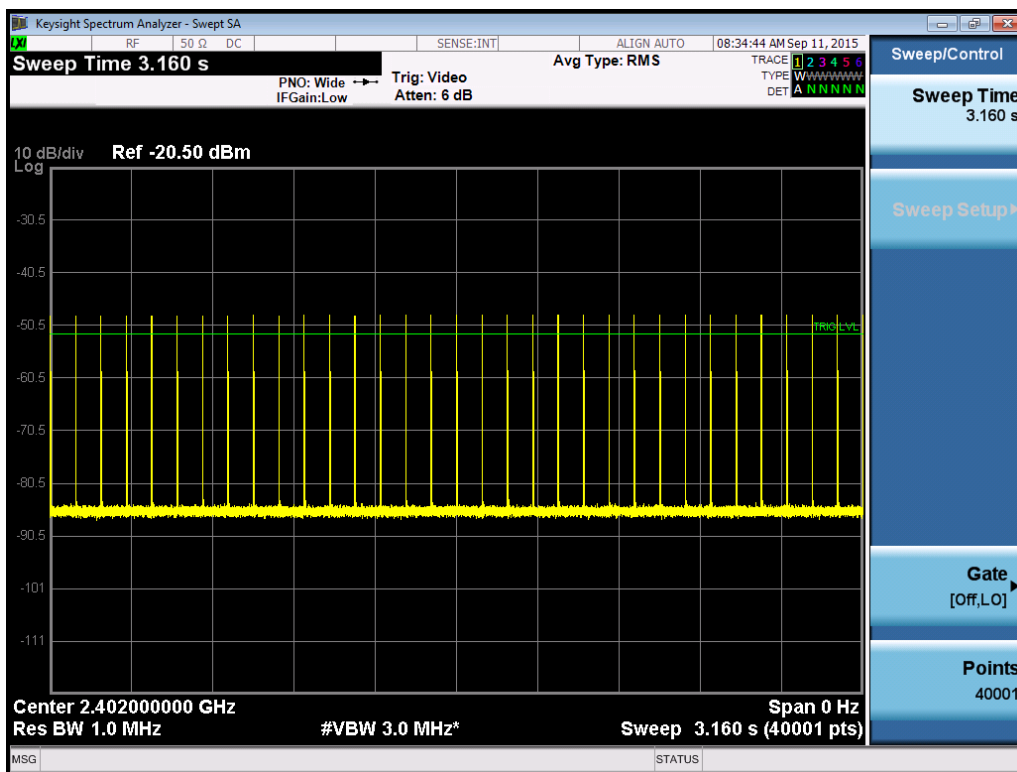 Keysight Spectrum Analyzer - Swept SA
LXI RF 50 Ω DC SENSE:INT ALIGN AUTO 08:34:44 AM Sep 11, 2015
Sweep Time 3.160 s
PNO: Wide
IFGain:Low
Trig: Video
Atten: 6 dB
Avg Type: RMS
TRACE 1 2 3 4 5 6
TYPE WWWWWW
DET A N N N N N
10 dB/div
Log
Ref -20.50 dBm
-30.5
-40.5
-50.5
TRIG LVL
-60.5
-70.5
-80.5
-90.5
-101
-111
Center 2.402000000 GHz
Span 0 Hz
Res BW 1.0 MHz
#VBW 3.0 MHz*
Sweep 3.160 s (40001 pts)
MSG
STATUS
Sweep/Control
Sweep Time
3.160 s
Sweep Setup
Gate
[Off,LO]
Points
40001